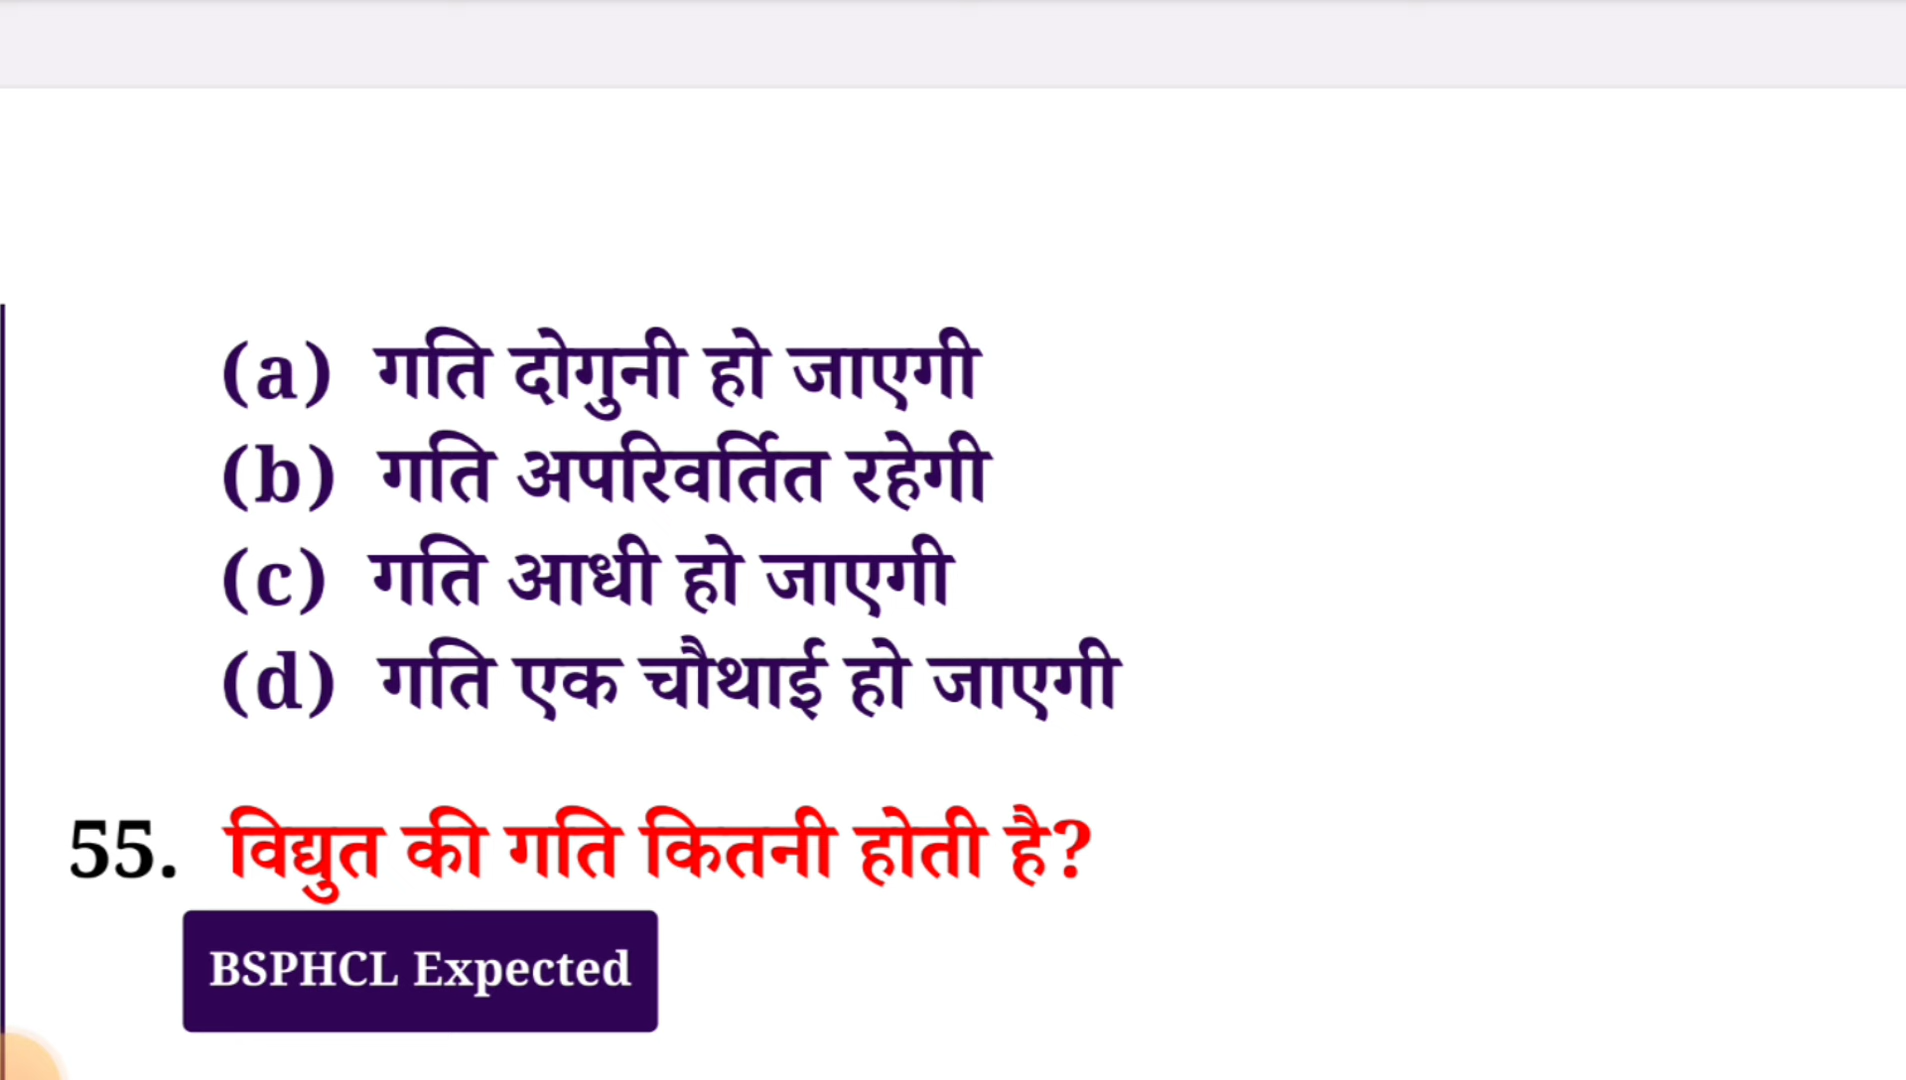 (a) गति दोगुनी हो जाएगी
(b) गति अपरिवर्तित रहेगी
(c) गति आधी हो जाएगी
(d) गति एक चौथाई हो जाएगी
55. विद्युत की गति कितनी होती है?
BSPHCL Expected